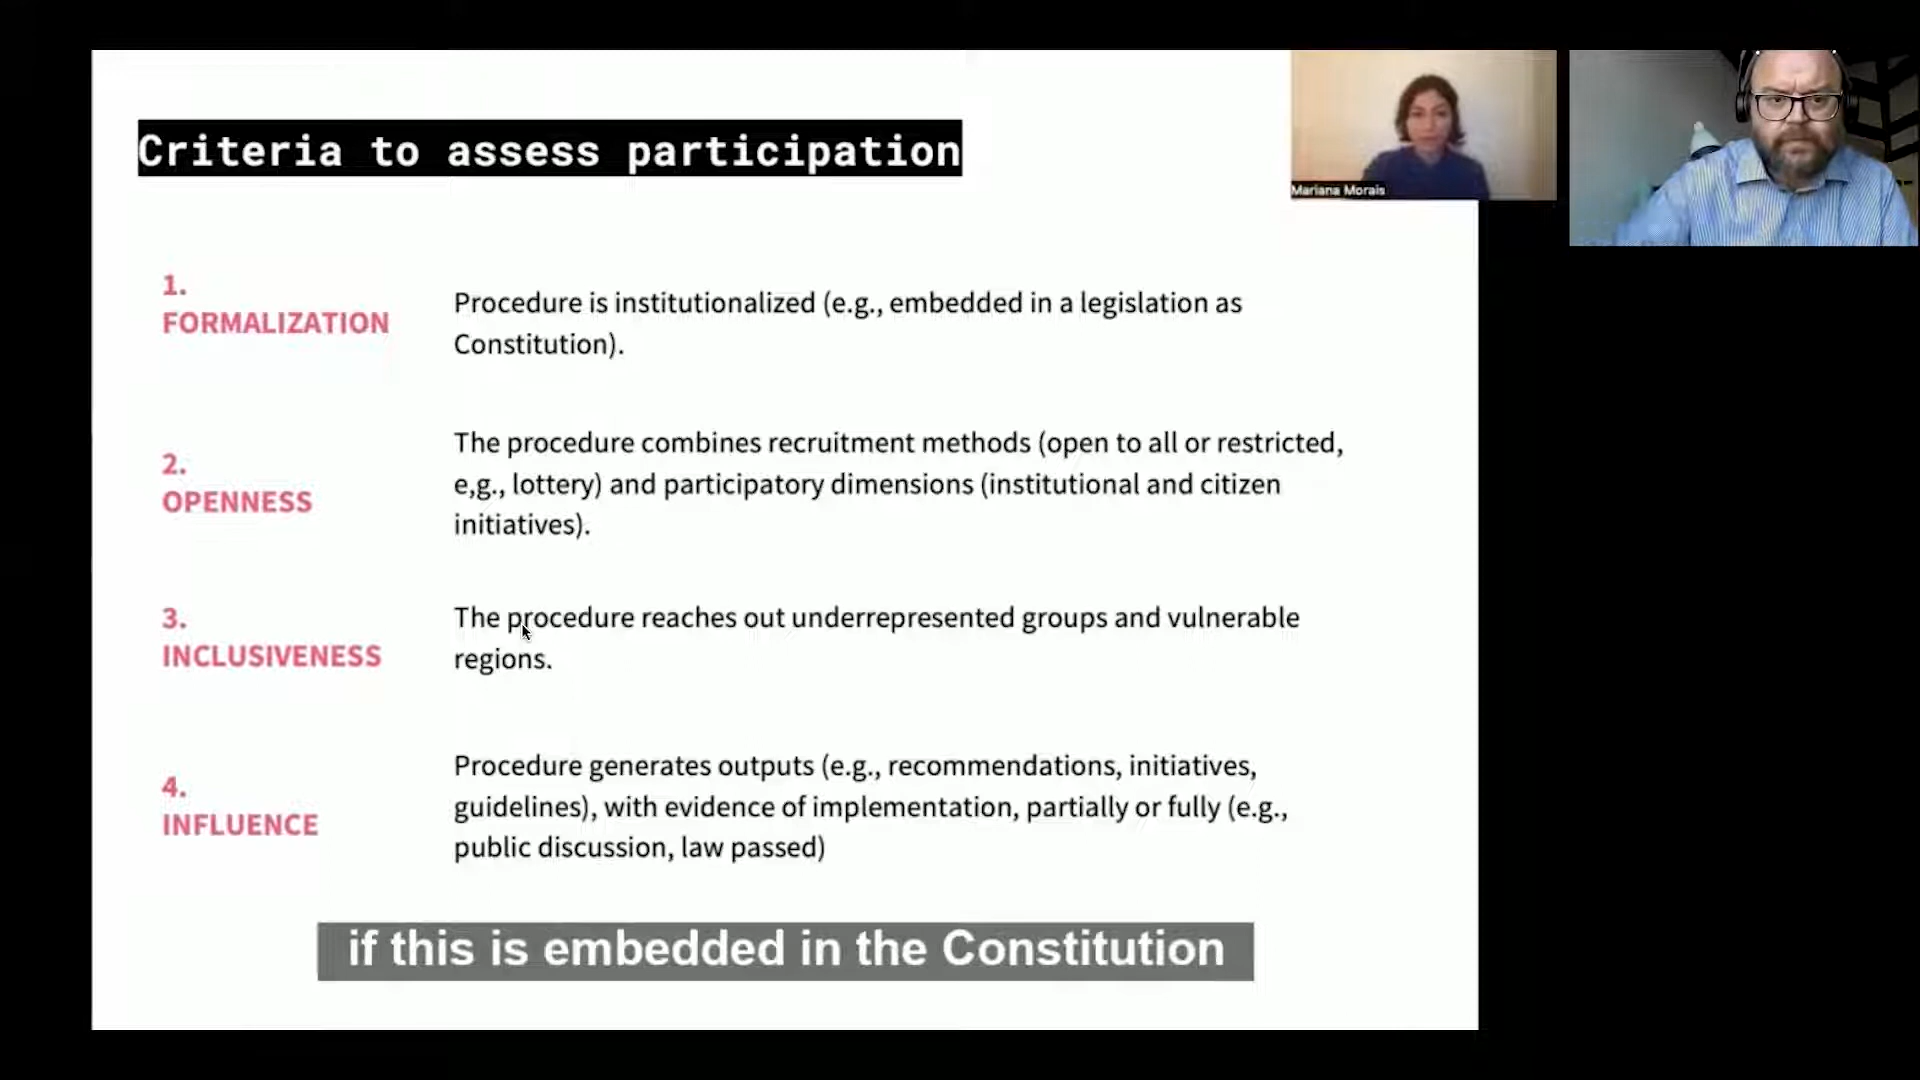 Criteria to assess participation
Mariana Morais
1.
FORMALIZATION
Procedure is institutionalized (e.g., embedded in a legislation as
Constitution).
2.
OPENNESS
The procedure combines recruitment methods (open to all or restricted,
e,g., lottery) and participatory dimensions (institutional and citizen
initiatives).
3.
INCLUSIVENESS
The procedure reaches out underrepresented groups and vulnerable
regions.
4.
INFLUENCE
Procedure generates outputs (e.g., recommendations, initiatives,
guidelines), with evidence of implementation, partially or fully (e.g.,
public discussion, law passed)
if this is embedded in the Constitution